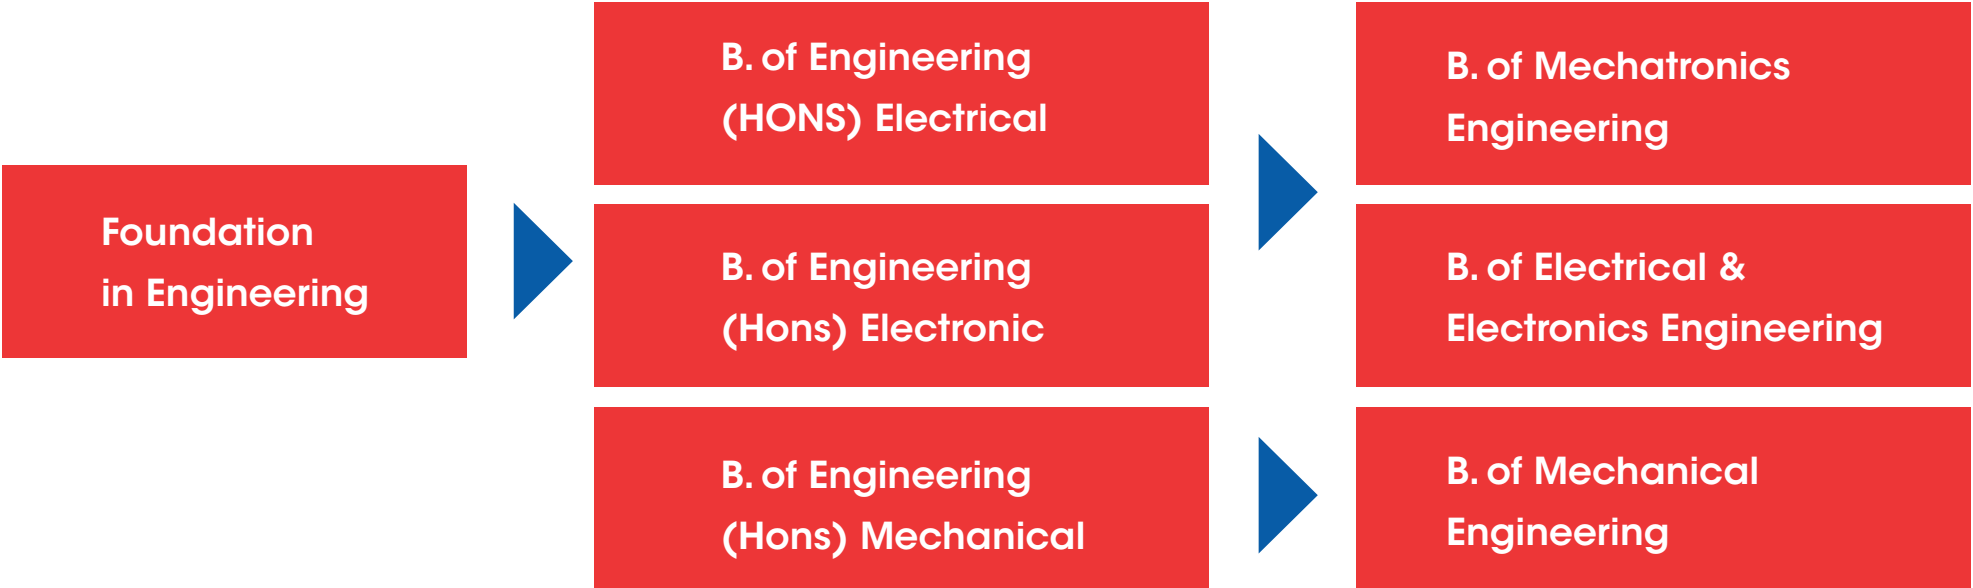 Foundation
in Engineering
B. of Engineering
(HONS) Electrical
B. of Engineering
(Hons) Electronic
B. of Engineering
(Hons) Mechanical
B. of Mechatronics
Engineering
B. of Electrical &
Electronics Engineering
B. of Mechanical
Engineering